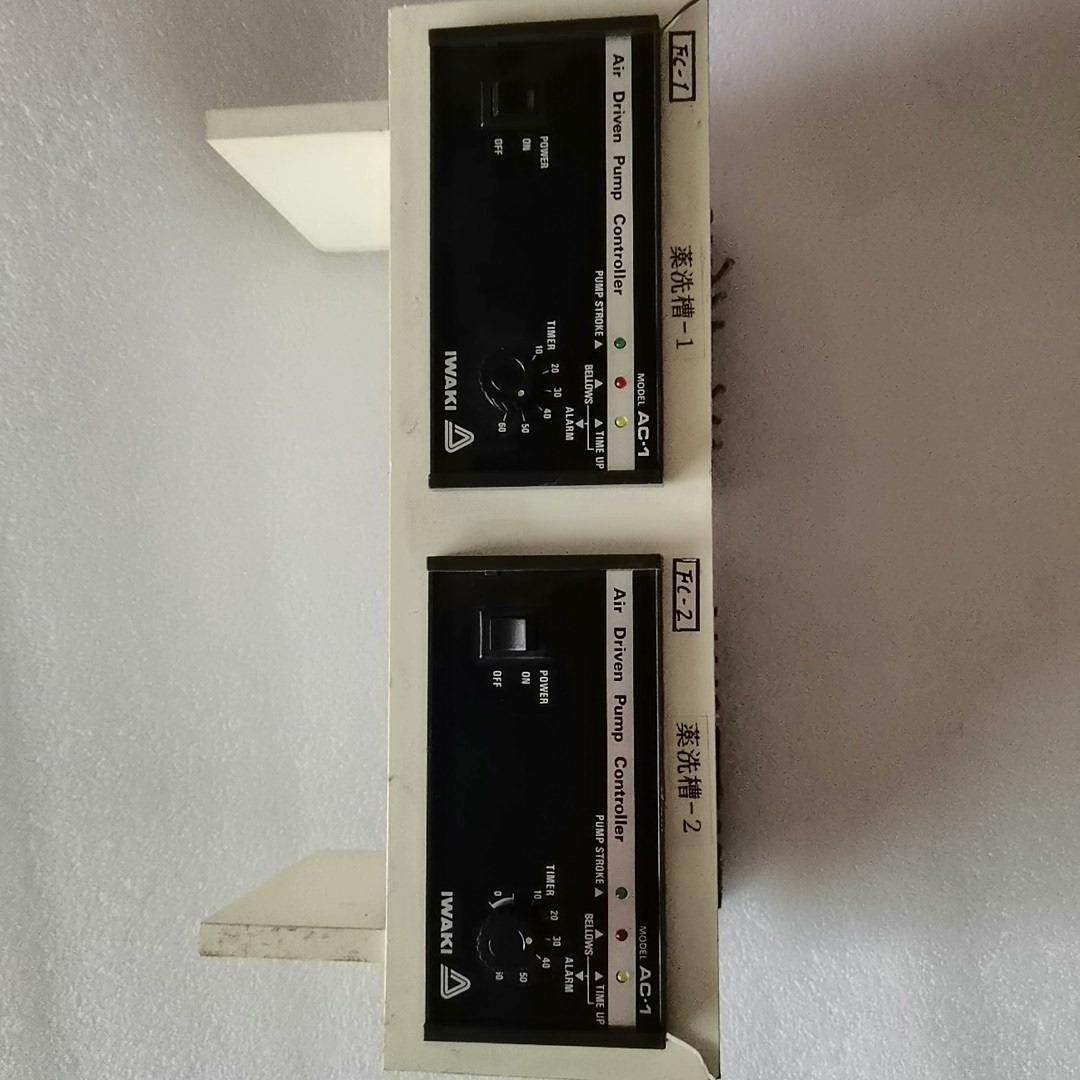 FC-1
薬洗槽-1
MODEL AC-1
Air Driven Pump Controller
PUMP STROKE ▲ ▲ ▲ TIME UP
BELLOWS
ALARM
POWER
ON
OFF
TIMER
10 20 30 40 50 60
IWAKI
FC-2
薬洗槽-2
MODEL AC-1
Air Driven Pump Controller
PUMP STROKE ▲ ▲ ▲ TIME UP
BELLOWS
ALARM
POWER
ON
OFF
TIMER
0 10 20 30 40 50
IWAKI